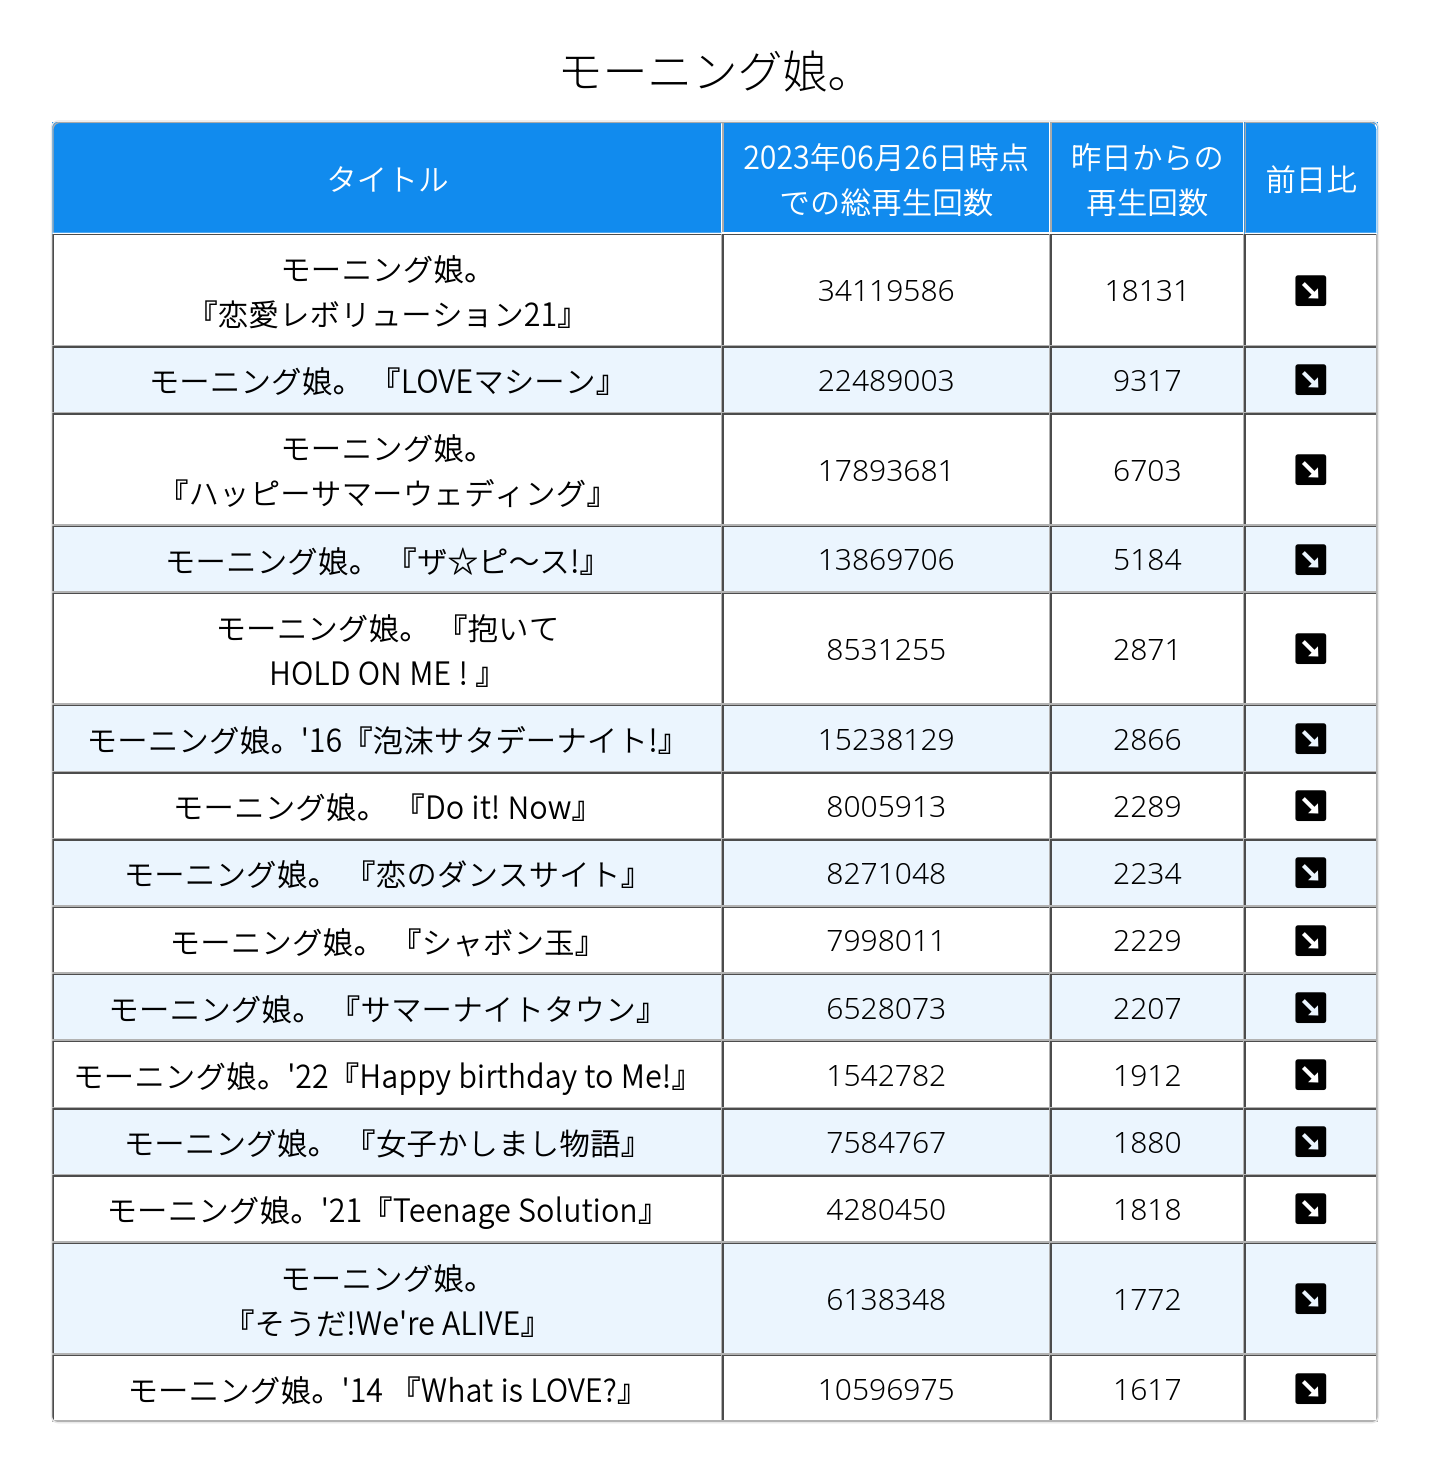 モーニング娘。
タイトル
2023年06月26日時点
での総再生回数
昨日からの
再生回数
前日比
モーニング娘。
『恋愛レボリューション21』
34119586
18131
モーニング娘。 『LOVEマシーン』
22489003
9317
モーニング娘。
『ハッピーサマーウェディング』
17893681
6703
モーニング娘。 『ザ☆ピ〜ス!』
13869706
5184
モーニング娘。 『抱いて
HOLD ON ME ! 』
8531255
2871
モーニング娘。'16『泡沫サタデーナイト!』
15238129
2866
モーニング娘。 『Do it! Now』
8005913
2289
モーニング娘。 『恋のダンスサイト』
8271048
2234
モーニング娘。 『シャボン玉』
7998011
2229
モーニング娘。 『サマーナイトタウン』
6528073
2207
モーニング娘。'22『Happy birthday to Me!』
1542782
1912
モーニング娘。 『女子かしまし物語』
7584767
1880
モーニング娘。'21『Teenage Solution』
4280450
1818
モーニング娘。
『そうだ!We're ALIVE』
6138348
1772
モーニング娘。'14 『What is LOVE?』
10596975
1617